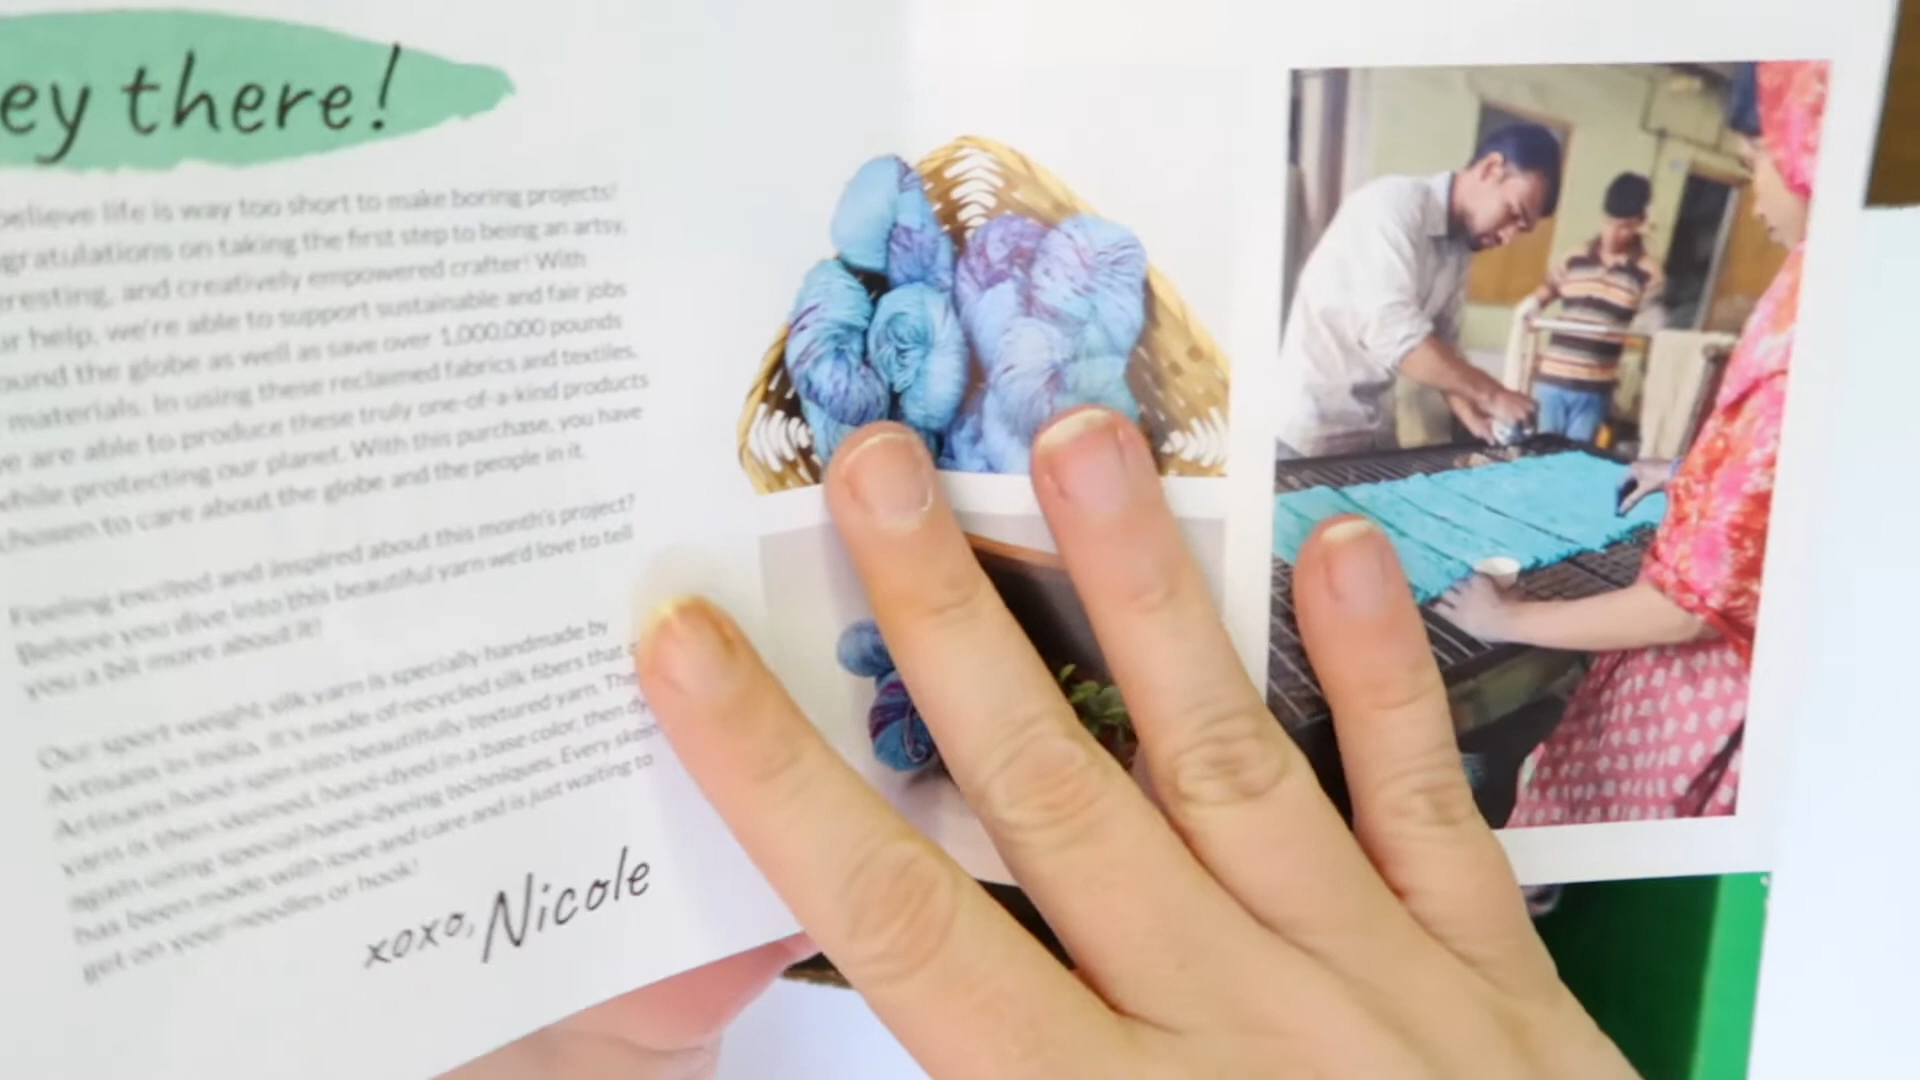 ey there!
believe life is way too short to make boring projects!
gratulations on taking the first step to being an artsy,
eresting, and creatively empowered crafter! With
ur help, we're able to support sustainable and fair jobs
ound the globe as well as save over 1,000,000 pounds
materials. In using these reclaimed fabrics and textiles,
ve are able to produce these truly one-of-a-kind products
while protecting our planet. With this purchase, you have
chosen to care about the globe and the people in it.
Feeling excited and inspired about this month's project?
Before you dive into this beautiful yarn we'd love to tell
you a bit more about it!
Our sport weight silk yarn is specially handmade by
Artisans in India. It's made of recycled silk fibers that
Artisans hand-spin into beautifully textured yarn. The
yarn is then skeined, hand-dyed in a base color, then dy
again using special hand-dyeing techniques. Every skein
has been made with love and care and is just waiting to
get on your needles or hook!
xoxo, Nicole